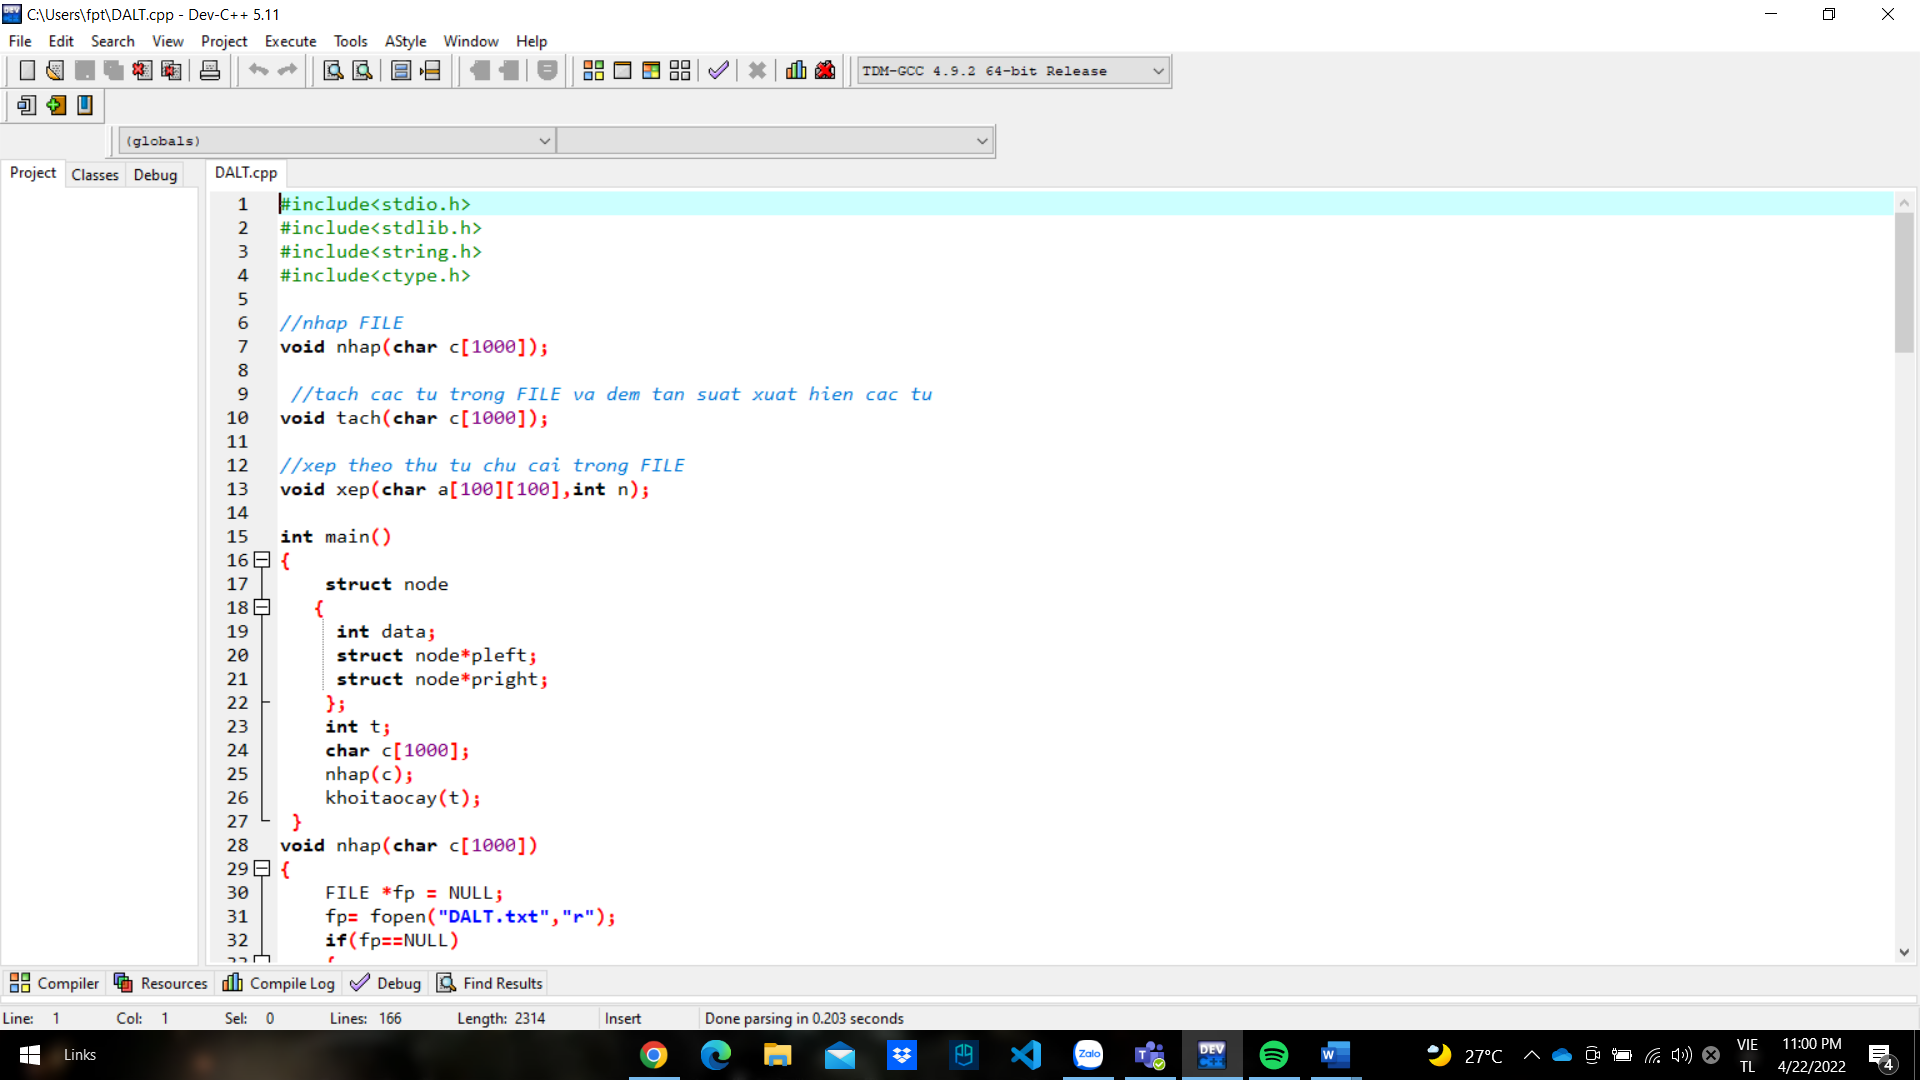 C:\Users\fpt\DALT.cpp - Dev-C++ 5.11
File Edit Search View Project Execute Tools AStyle Window Help
TDM-GCC 4.9.2 64-bit Release
(globals)
Project Classes Debug DALT.cpp
1 #include<stdio.h>
2 #include<stdlib.h>
3 #include<string.h>
4 #include<ctype.h>
5
6 //nhap FILE
7 void nhap(char c[1000]);
8
9 //tach cac tu trong FILE va dem tan suat xuat hien cac tu
10 void tach(char c[1000]);
11
12 //xep theo thu tu chu cai trong FILE
13 void xep(char a[100][100],int n);
14
15 int main()
16 {
17 struct node
18 {
19 int data;
20 struct node*pleft;
21 struct node*pright;
22 };
23 int t;
24 char c[1000];
25 nhap(c);
26 khoitaocay(t);
27 }
28 void nhap(char c[1000])
29 {
30 FILE *fp = NULL;
31 fp= fopen("DALT.txt","r");
32 if(fp==NULL)
Compiler Resources Compile Log Debug Find Results
Line: 1 Col: 1 Sel: 0 Lines: 166 Length: 2314 Insert Done parsing in 0.203 seconds
Links
Zalo
DEV
27°C
VIE
TL
11:00 PM
4/22/2022
4